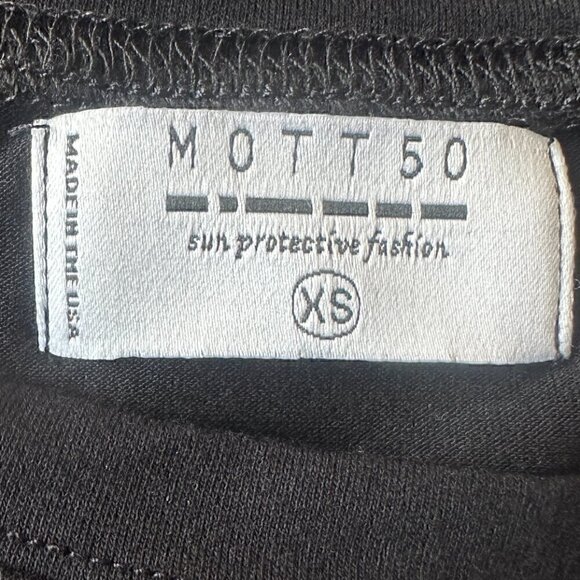 MOTT50
sun protective fashion
XS
MADE IN THE USA